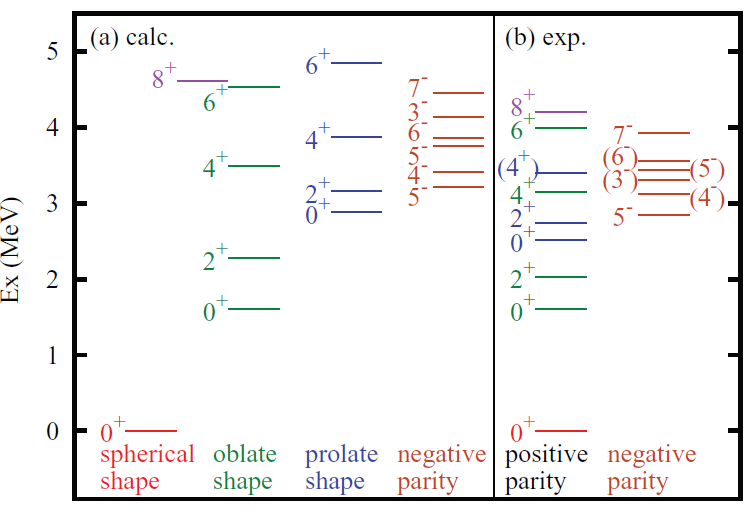 (a) calc.
(b) exp.
Ex (MeV)
5
4
3
2
1
0
8⁺
0⁺
6⁺
4⁺
2⁺
0⁺
6⁺
4⁺
2⁺
0⁺
7⁻
3⁻
6⁻
5⁻
4⁻
5⁻
8⁺
6⁺
(4⁺)
4⁺
2⁺
0⁺
2⁺
0⁺
0⁺
7⁻
(6⁻)
(5⁻)
(3⁻)
(4⁻)
5⁻
spherical
shape
oblate
shape
prolate
shape
negative
parity
positive
parity
negative
parity